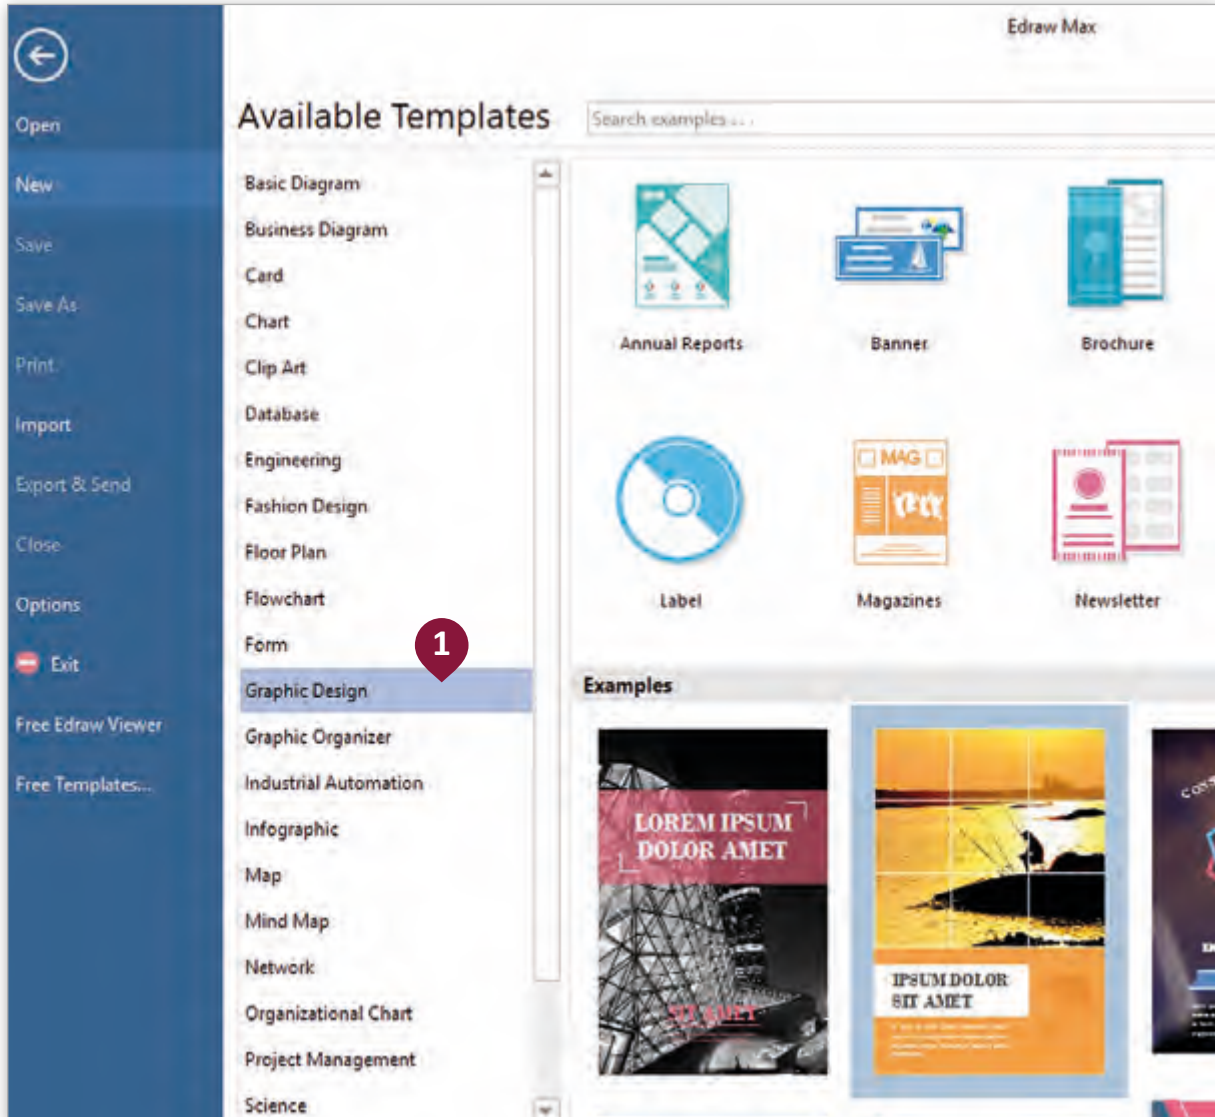 Edraw Max
Open
New
Save
Save As
Print
Import
Export & Send
Close
Options
Exit
Free Edraw Viewer
Free Templates...
Available Templates
Search examples ...
Basic Diagram
Business Diagram
Card
Chart
Clip Art
Database
Engineering
Fashion Design
Floor Plan
Flowchart
Form
1
Graphic Design
Graphic Organizer
Industrial Automation
Infographic
Map
Mind Map
Network
Organizational Chart
Project Management
Science
Annual Reports
Banner
Brochure
MAG
Label
Magazines
Newsletter
Examples
LOREM IPSUM
DOLOR AMET
SIT AMET
IPSUM DOLOR
SIT AMET